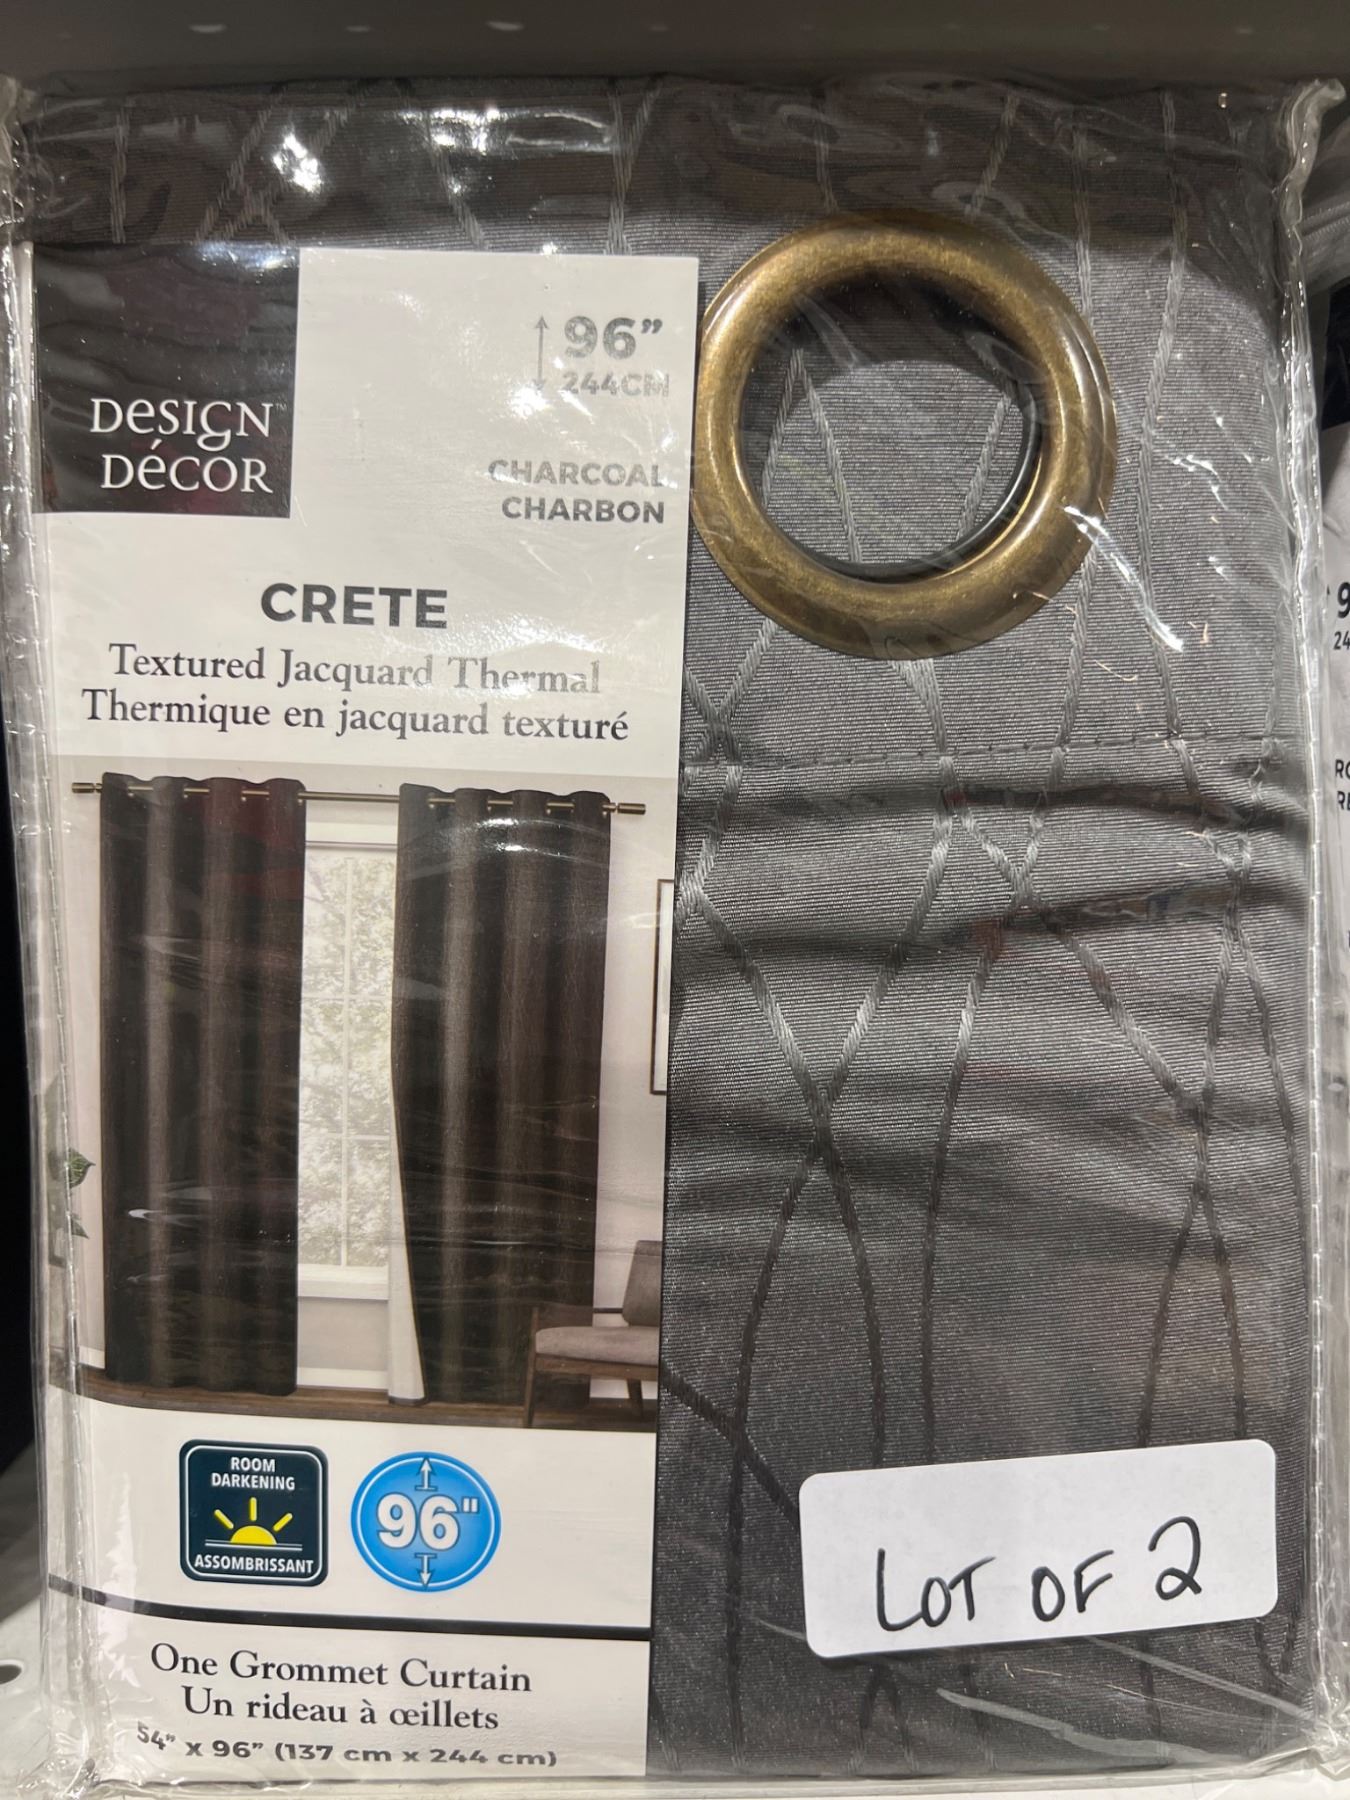 DESIGN™
DÉCOR
96”
244CM
CHARCOAL
CHARBON
CRETE
Textured Jacquard Thermal
Thermique en jacquard texturé
ROOM
DARKENING
ASSOMBRISSANT
96"
One Grommet Curtain
Un rideau à œillets
54” x 96” (137 cm x 244 cm)
LOT OF 2